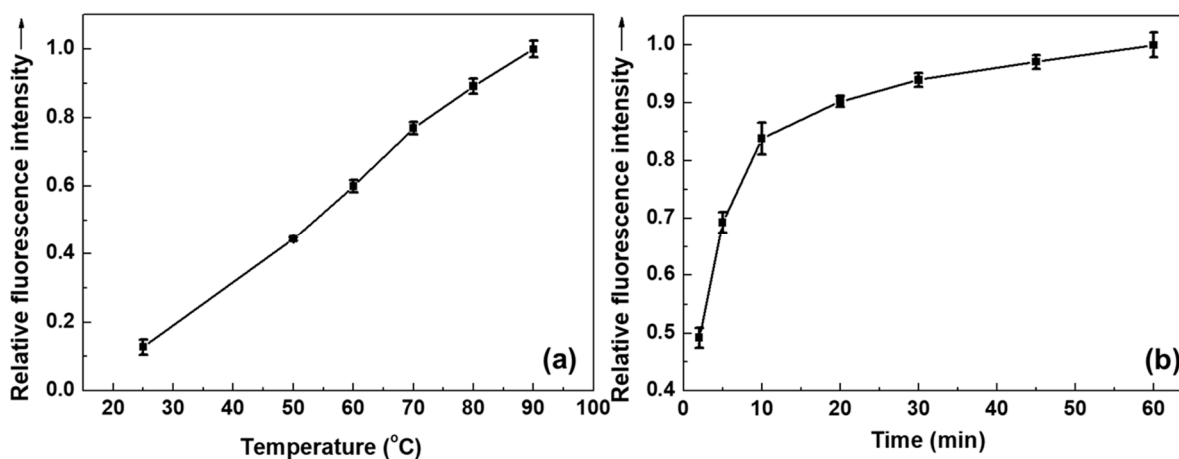 Relative fluorescence intensity
1.0
0.8
0.6
0.4
0.2
0.0
20 30 40 50 60 70 80 90 100
Temperature (°C)
(a)
Relative fluorescence intensity
1.0
0.9
0.8
0.7
0.6
0.5
0.4
0 10 20 30 40 50 60
Time (min)
(b)